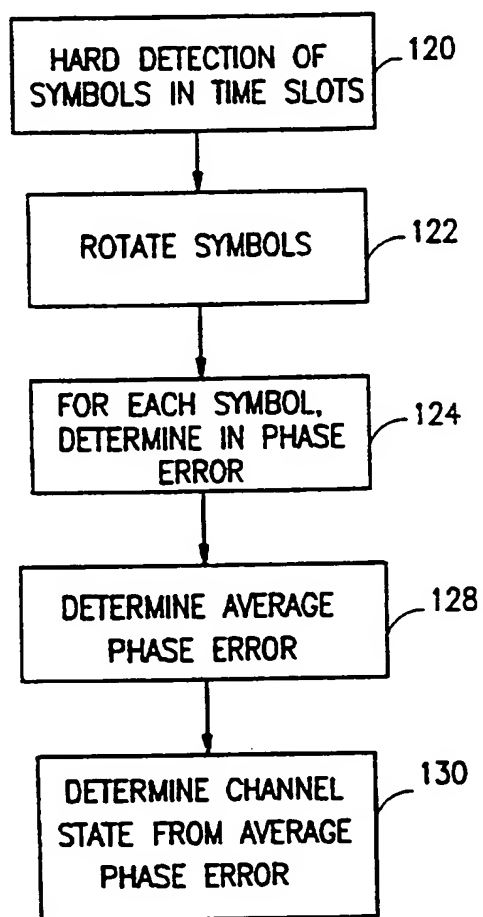 HARD DETECTION OF
SYMBOLS IN TIME SLOTS
120
ROTATE SYMBOLS
122
FOR EACH SYMBOL,
DETERMINE IN PHASE
ERROR
124
DETERMINE AVERAGE
PHASE ERROR
128
DETERMINE CHANNEL
STATE FROM AVERAGE
PHASE ERROR
130